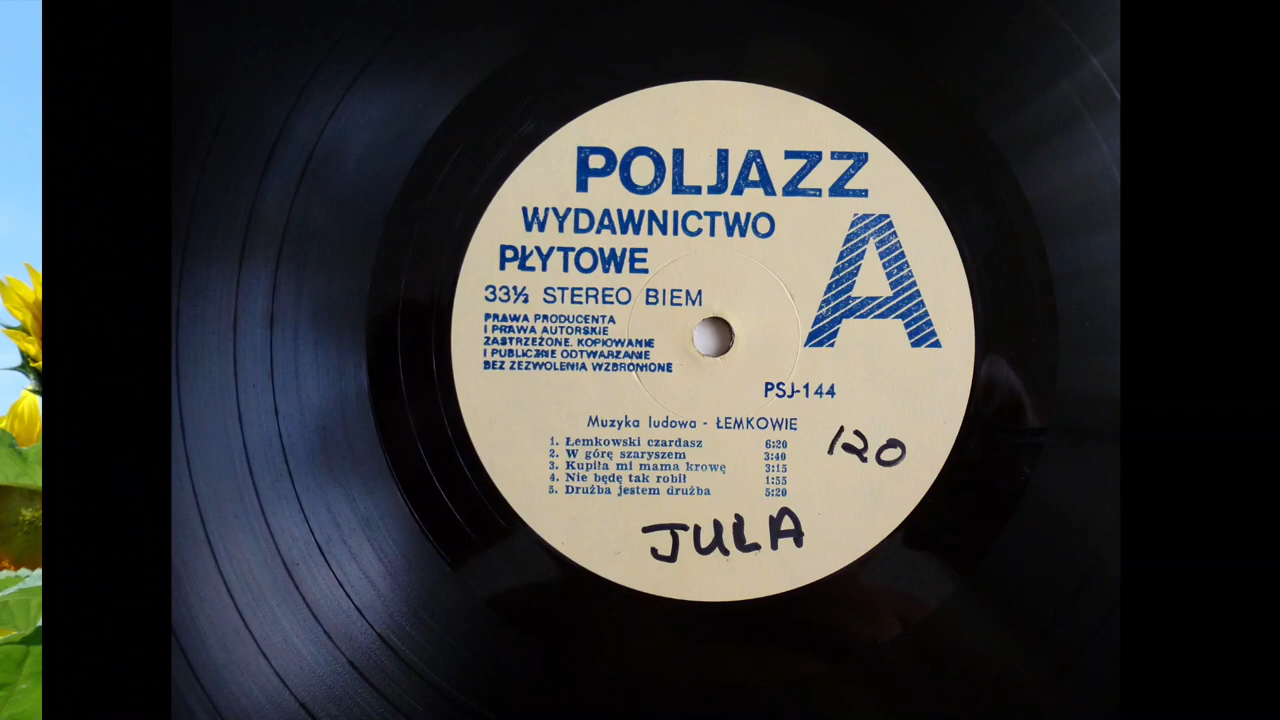 POLJAZZ
WYDAWNICTWO
PŁYTOWE
A
33⅓ STEREO BIEM
PRAWA PRODUCENTA
I PRAWA AUTORSKIE
ZASTRZEŻONE. KOPIOWANIE
I PUBLICZNE ODTWARZANIE
BEZ ZEZWOLENIA WZBRONIONE
PSJ-144
Muzyka ludowa - ŁEMKOWIE
1. Łemkowski czardasz 6:20
2. W górę szaryszem 3:40
3. Kupiła mi mama krowę 3:15
4. Nie będę tak robił 1:55
5. Drużba jestem drużba 5:20
120
JULA